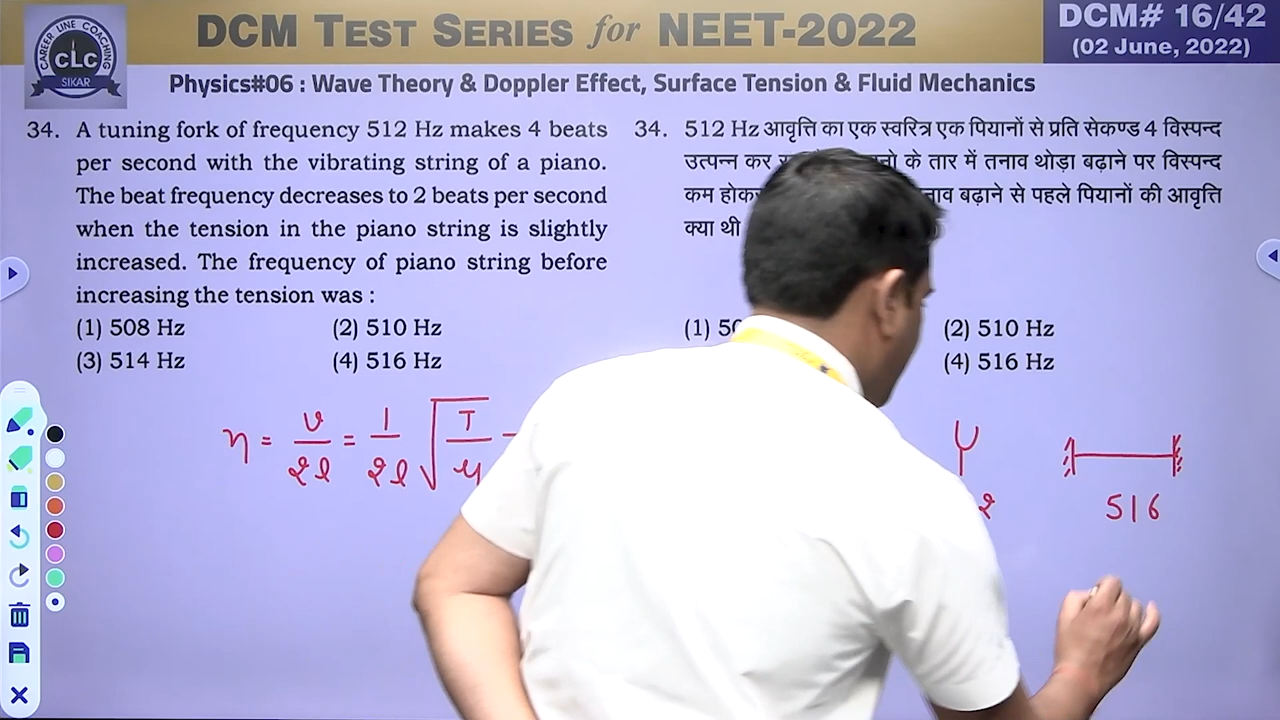 DCM TEST SERIES for NEET-2022
DCM# 16/42
(02 June, 2022)
CAREER LINE COACHING
CLC
SIKAR
Physics#06 : Wave Theory & Doppler Effect, Surface Tension & Fluid Mechanics
34. A tuning fork of frequency 512 Hz makes 4 beats
per second with the vibrating string of a piano.
The beat frequency decreases to 2 beats per second
when the tension in the piano string is slightly
increased. The frequency of piano string before
increasing the tension was :
(1) 508 Hz (2) 510 Hz
(3) 514 Hz (4) 516 Hz
34. 512 Hz आवृत्ति का एक स्वरित्र एक पियानों से प्रति सेकण्ड 4 विस्पन्द
उत्पन्न कर के तार में तनाव थोड़ा बढ़ाने पर विस्पन्द
कम बढ़ाने से पहले पियानों की आवृत्ति
क्या थी
(1) (2) 510 Hz
(4) 516 Hz
n = v/2l = 1/2l √T/μ
516